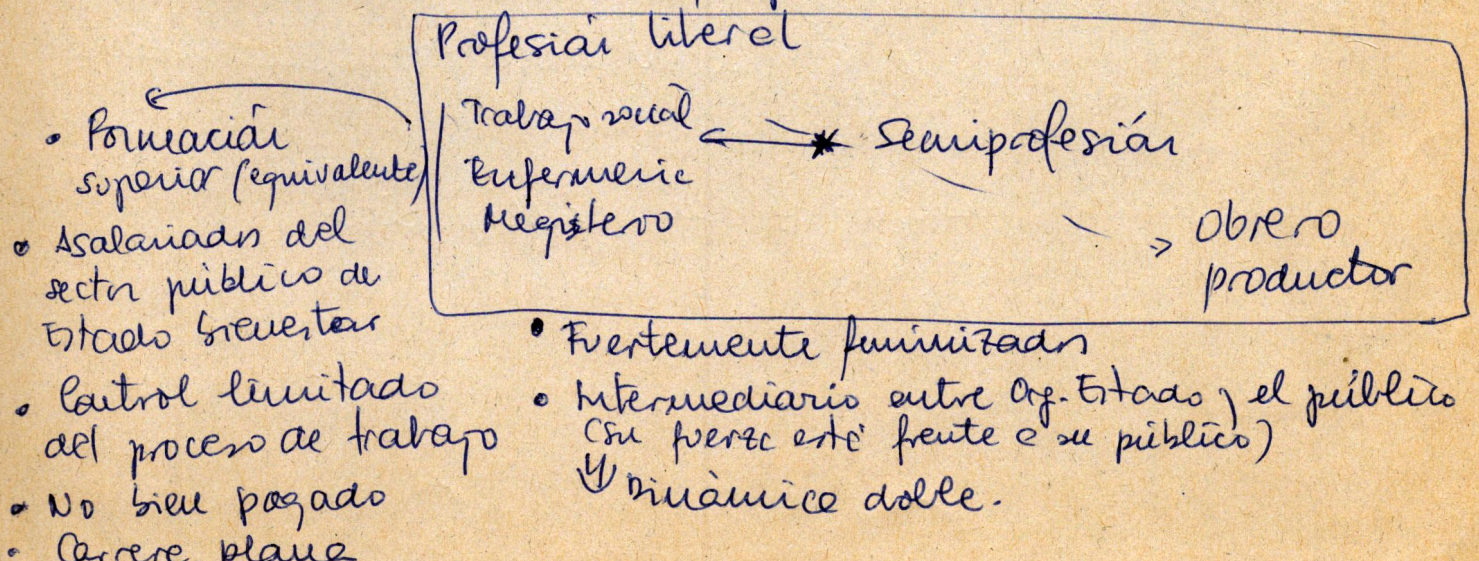 Profesión liberal
Trabajo social
Enfermería
Magisterio
Semiprofesión
Obrero
productor
• Formación
superior (equivalente)
• Asalariados del
sector público de
Estado bienestar
• Control limitado
del proceso de trabajo
• No bien pagado
• Carrera plana
• Fuertemente feminizados
• Intermediario entre Org. Estado y el público
(su fuerza está frente a su público)
Dinámica doble.